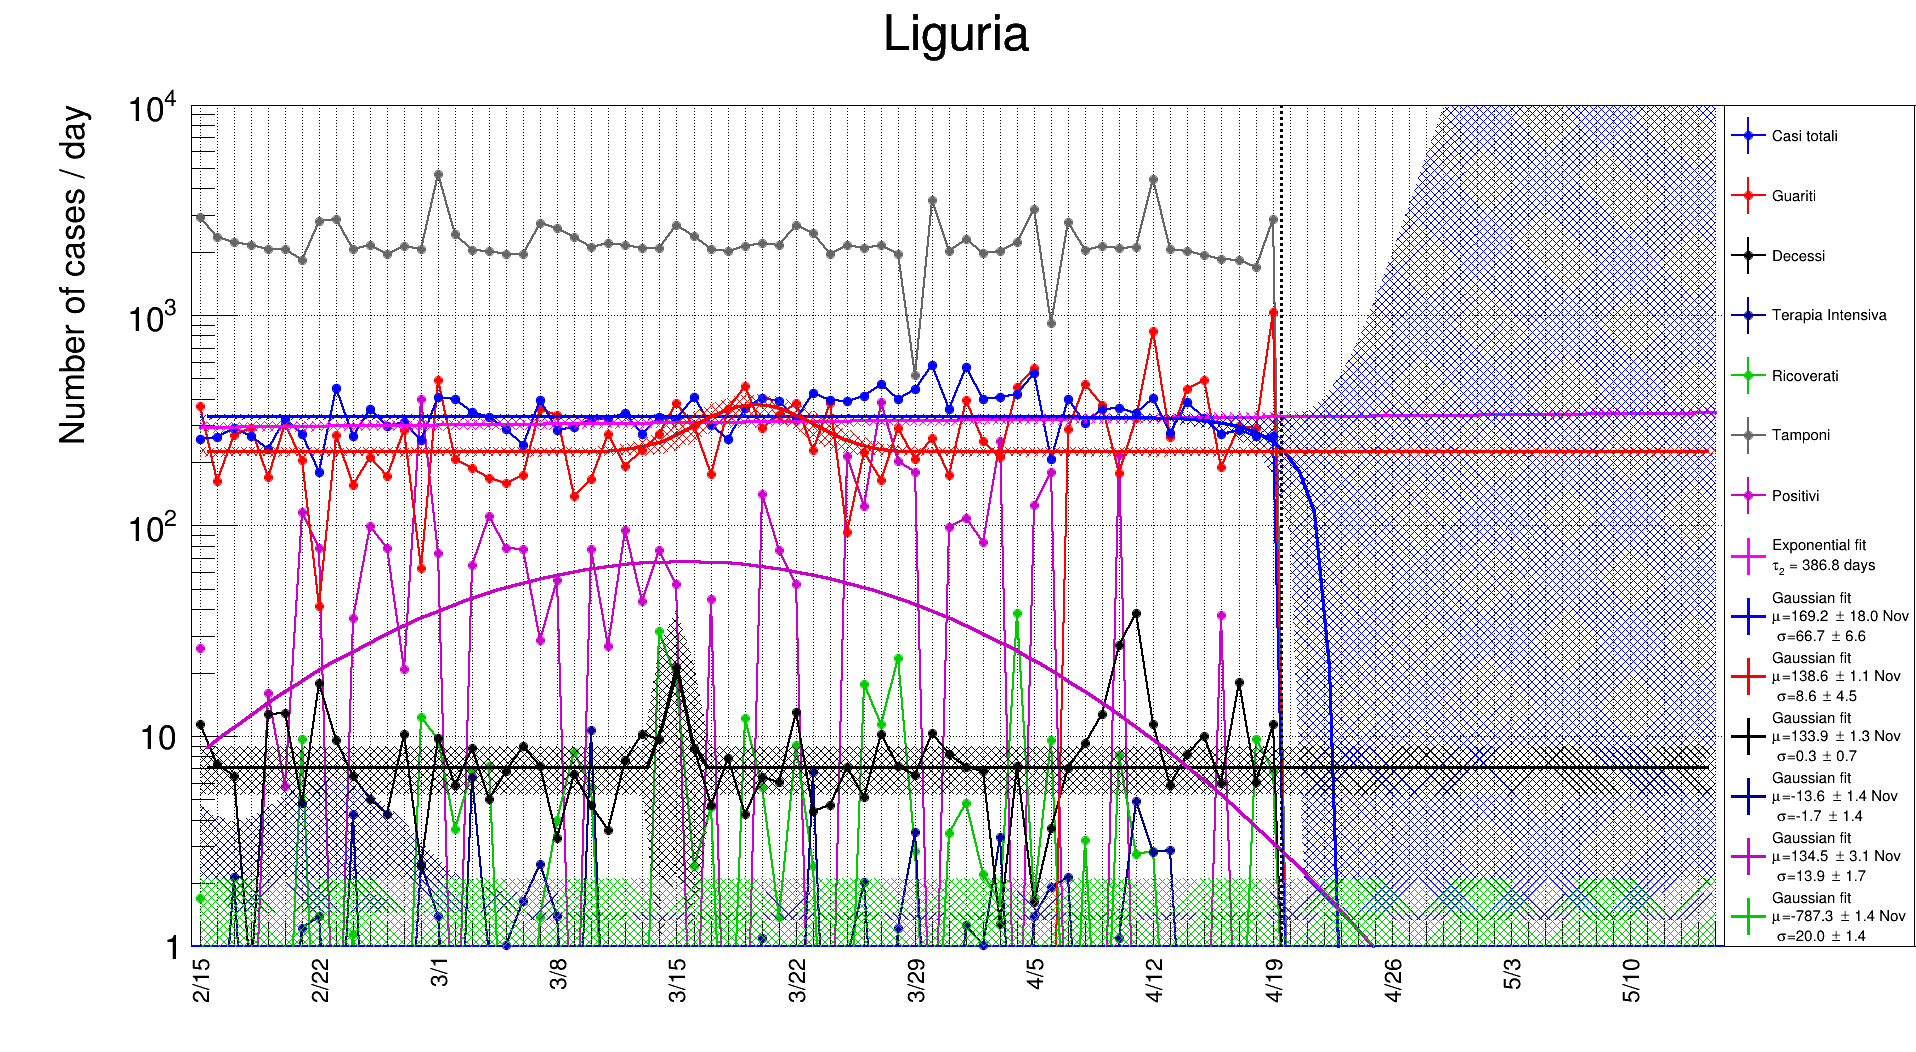 Liguria
Number of cases / day
10^4
10^3
10^2
10
1
2/15
2/22
3/1
3/8
3/15
3/22
3/29
4/5
4/12
4/19
4/26
5/3
5/10
Casi totali
Guariti
Decessi
Terapia Intensiva
Ricoverati
Tamponi
Positivi
Exponential fit
τ_2 = 386.8 days
Gaussian fit
μ=169.2 ± 18.0 Nov
σ=66.7 ± 6.6
Gaussian fit
μ=138.6 ± 1.1 Nov
σ=8.6 ± 4.5
Gaussian fit
μ=133.9 ± 1.3 Nov
σ=0.3 ± 0.7
Gaussian fit
μ=-13.6 ± 1.4 Nov
σ=-1.7 ± 1.4
Gaussian fit
μ=134.5 ± 3.1 Nov
σ=13.9 ± 1.7
Gaussian fit
μ=-787.3 ± 1.4 Nov
σ=20.0 ± 1.4